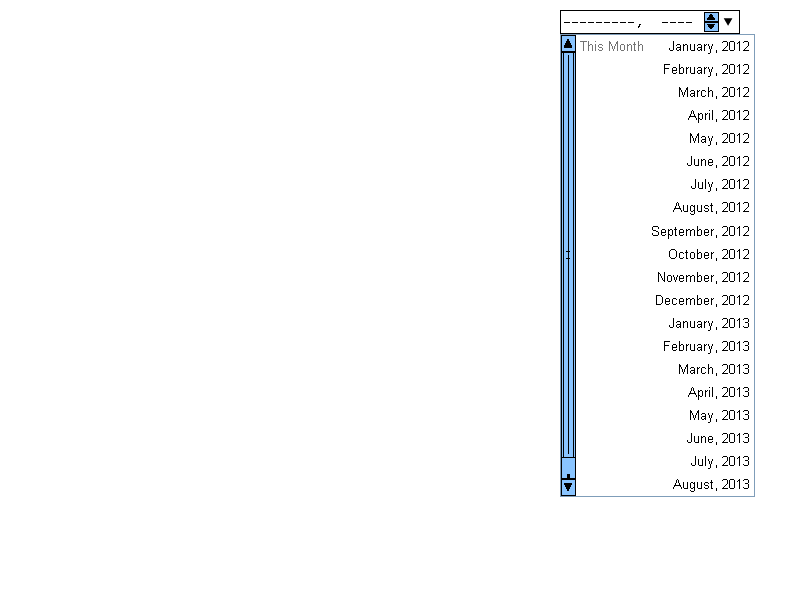 ---------, ----
This Month January, 2012
February, 2012
March, 2012
April, 2012
May, 2012
June, 2012
July, 2012
August, 2012
September, 2012
October, 2012
November, 2012
December, 2012
January, 2013
February, 2013
March, 2013
April, 2013
May, 2013
June, 2013
July, 2013
August, 2013